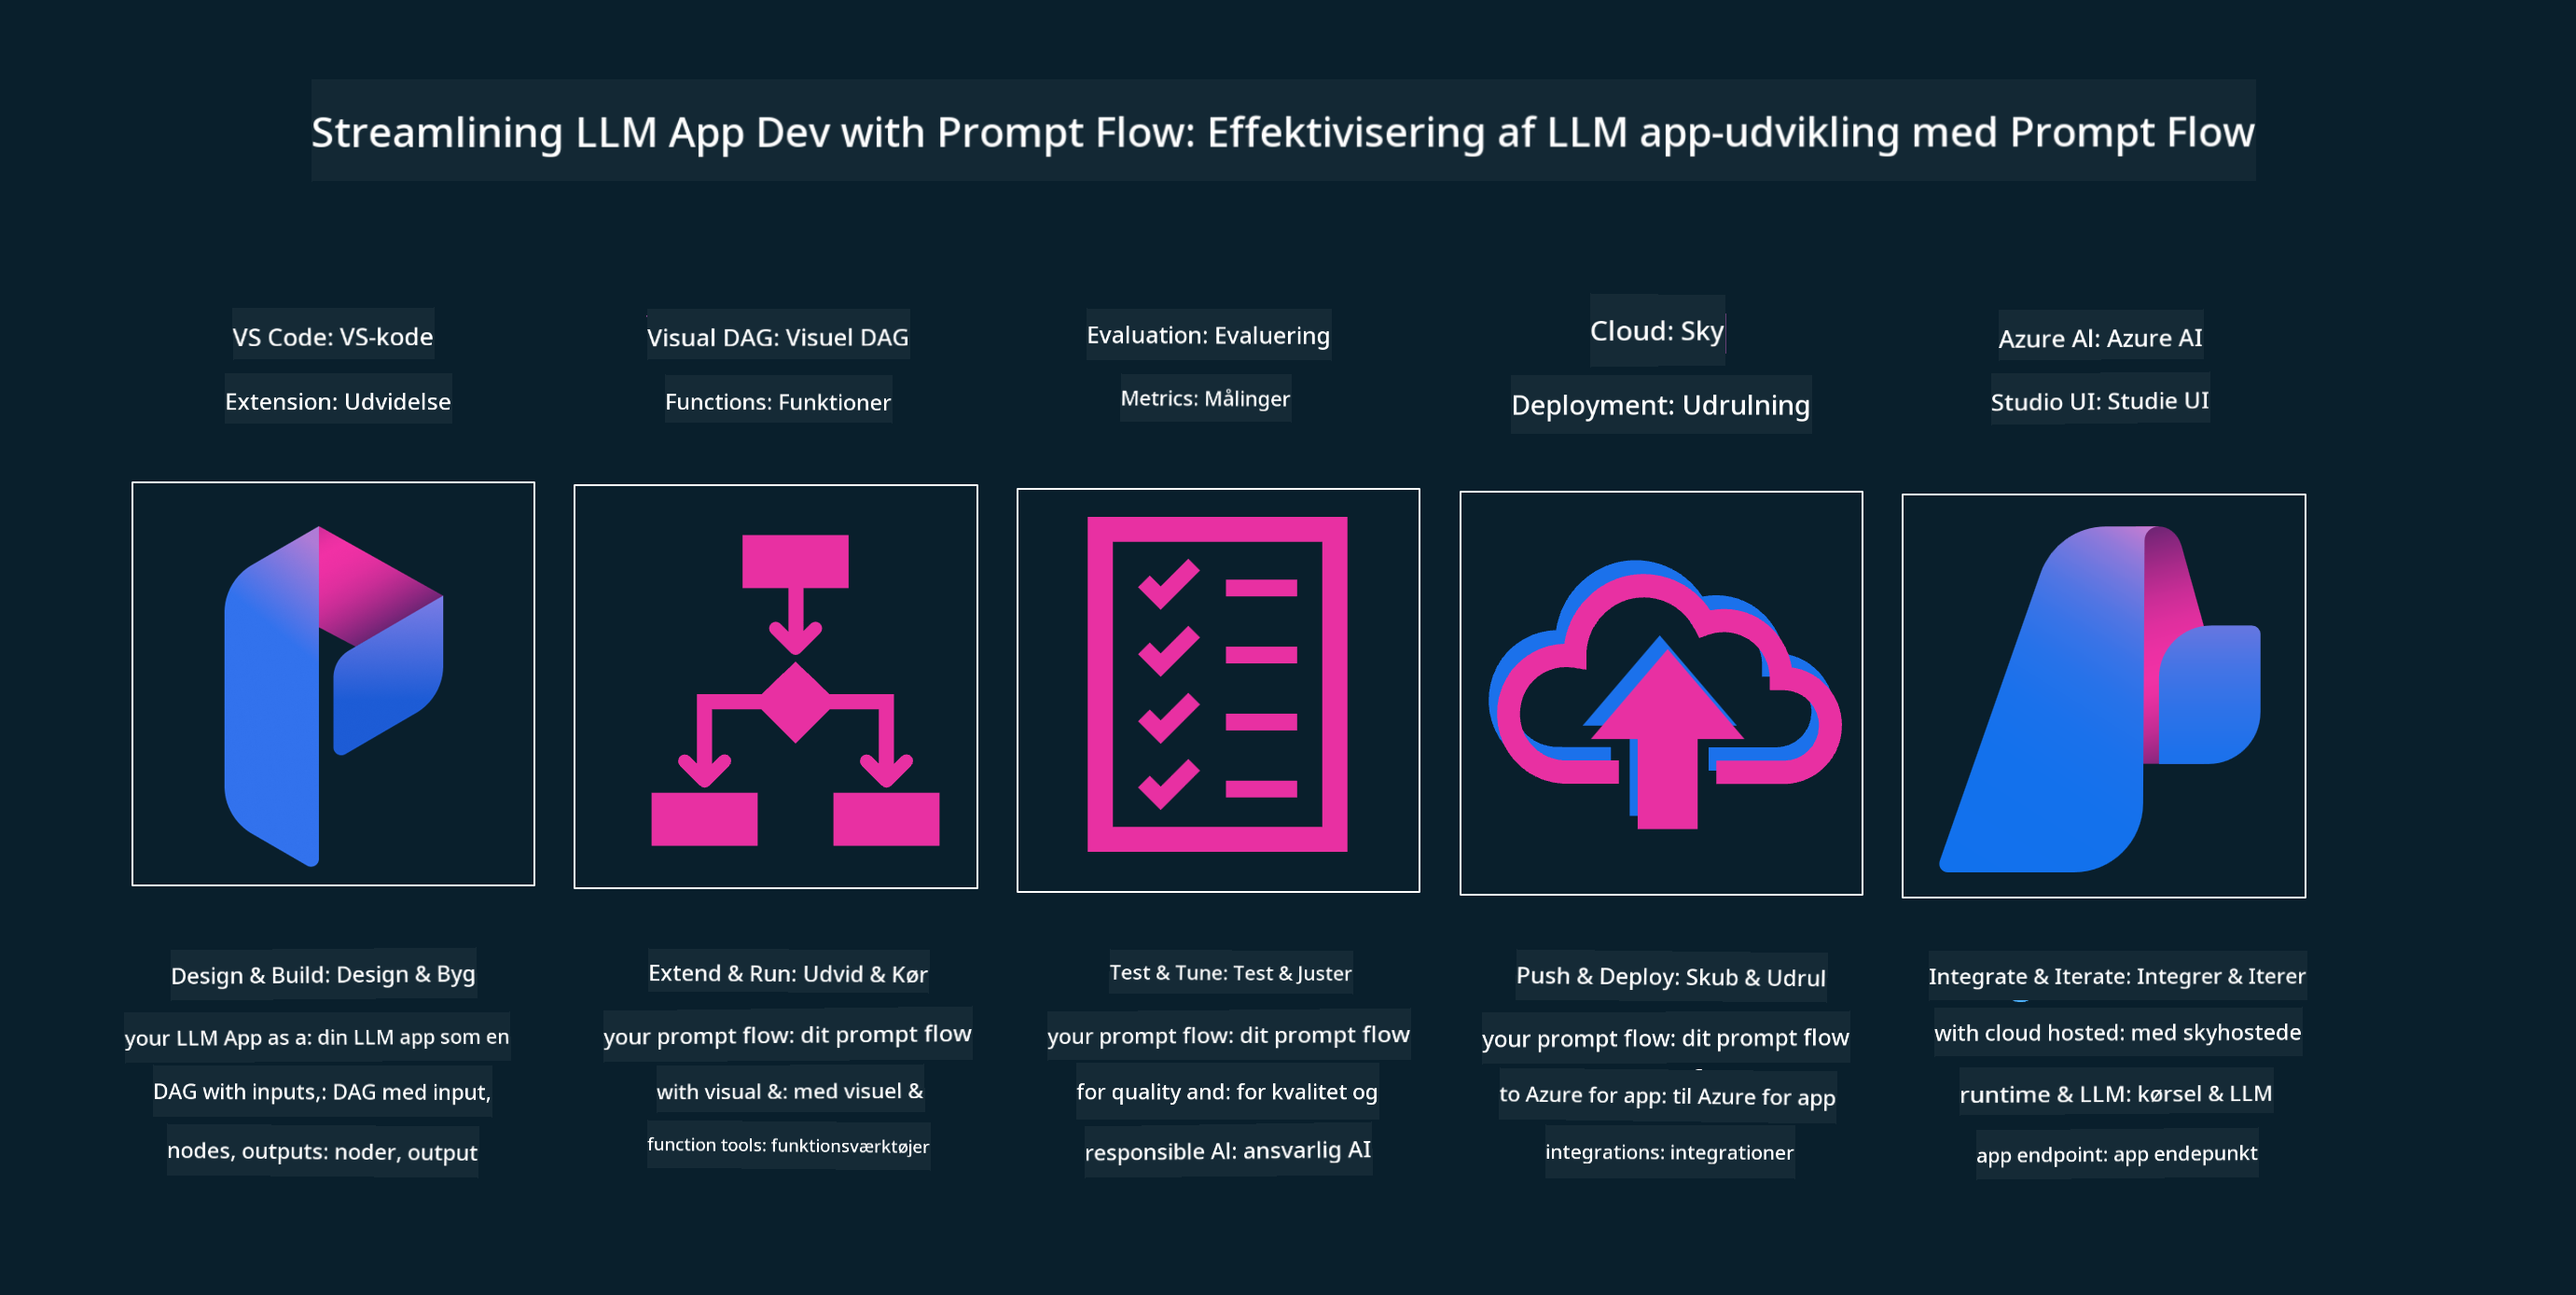 Streamlining LLM App Dev with Prompt Flow: Effektivisering af LLM app-udvikling med Prompt Flow
VS Code: VS-kode
Extension: Udvidelse
Visual DAG: Visuel DAG
Functions: Funktioner
Evaluation: Evaluering
Metrics: Målinger
Cloud: Sky
Deployment: Udrulning
Azure AI: Azure AI
Studio UI: Studie UI
Design & Build: Design & Byg
your LLM App as a: din LLM app som en
DAG with inputs,: DAG med input,
nodes, outputs: noder, output
Extend & Run: Udvid & Kør
your prompt flow: dit prompt flow
with visual &: med visuel &
function tools: funktionsværktøjer
Test & Tune: Test & Juster
your prompt flow: dit prompt flow
for quality and: for kvalitet og
responsible AI: ansvarlig AI
Push & Deploy: Skub & Udrul
your prompt flow: dit prompt flow
to Azure for app: til Azure for app
integrations: integrationer
Integrate & Iterate: Integrer & Iterer
with cloud hosted: med skyhostede
runtime & LLM: kørsel & LLM
app endpoint: app endepunkt